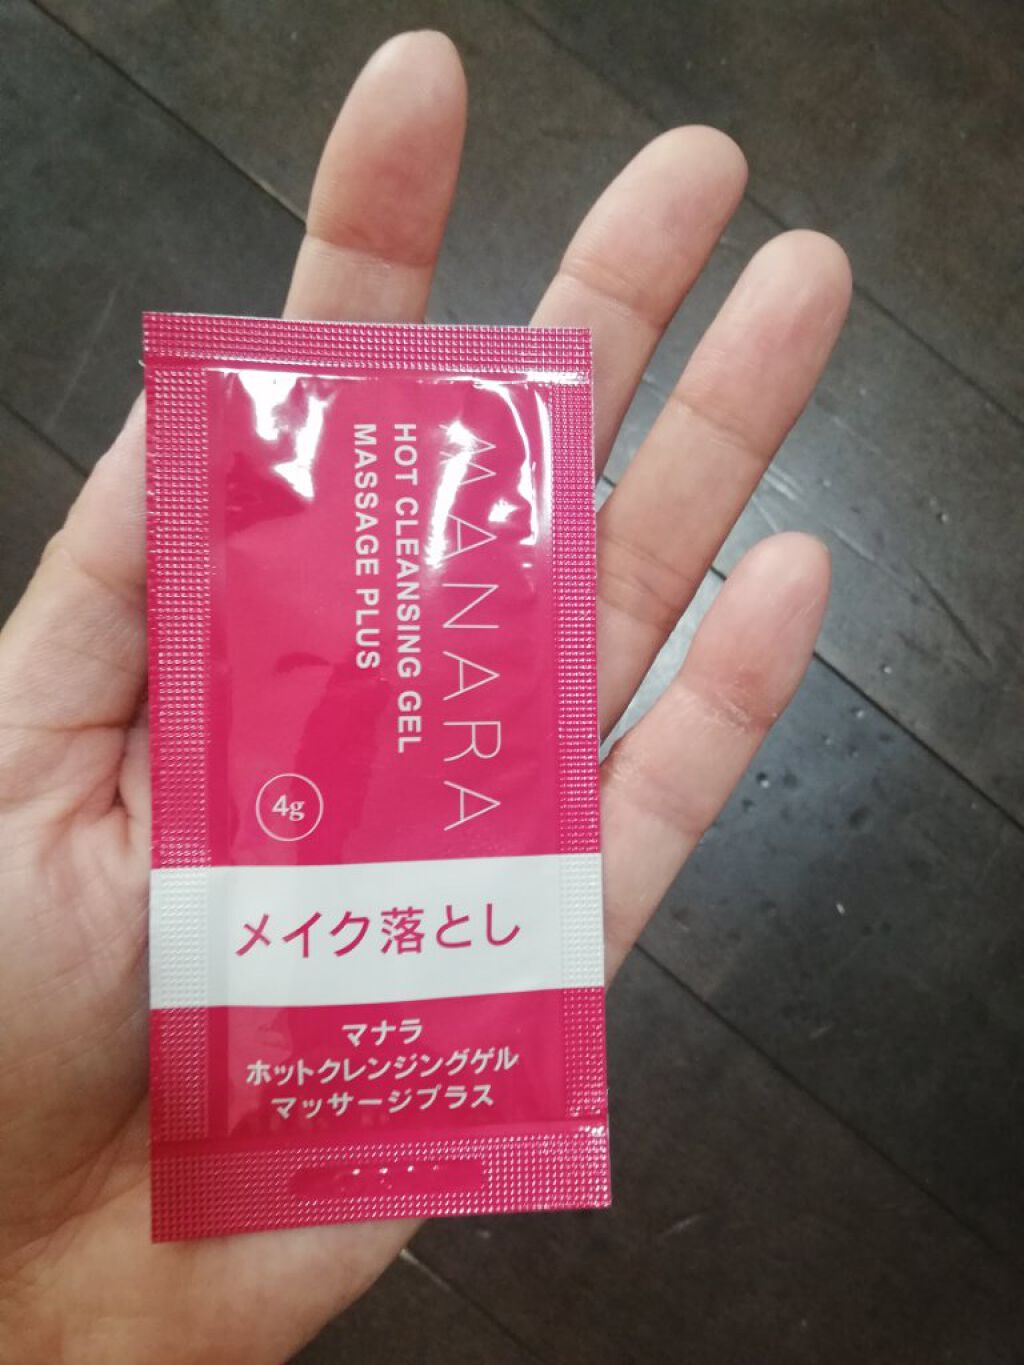 MANARA
HOT CLEANSING GEL
MASSAGE PLUS
4g
メイク落とし
マナラ
ホットクレンジングゲル
マッサージプラス